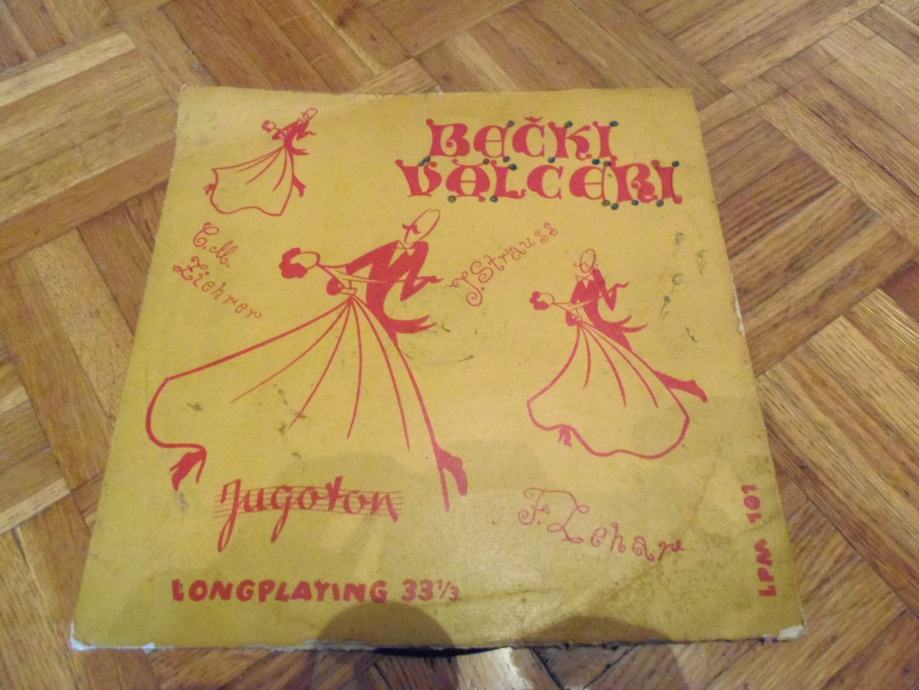 BEČKI
VALCERI
C.M.
Ziehrer
J. Strauss
Jugoton
F. Lehar
LONGPLAYING 33⅓
LPM 101